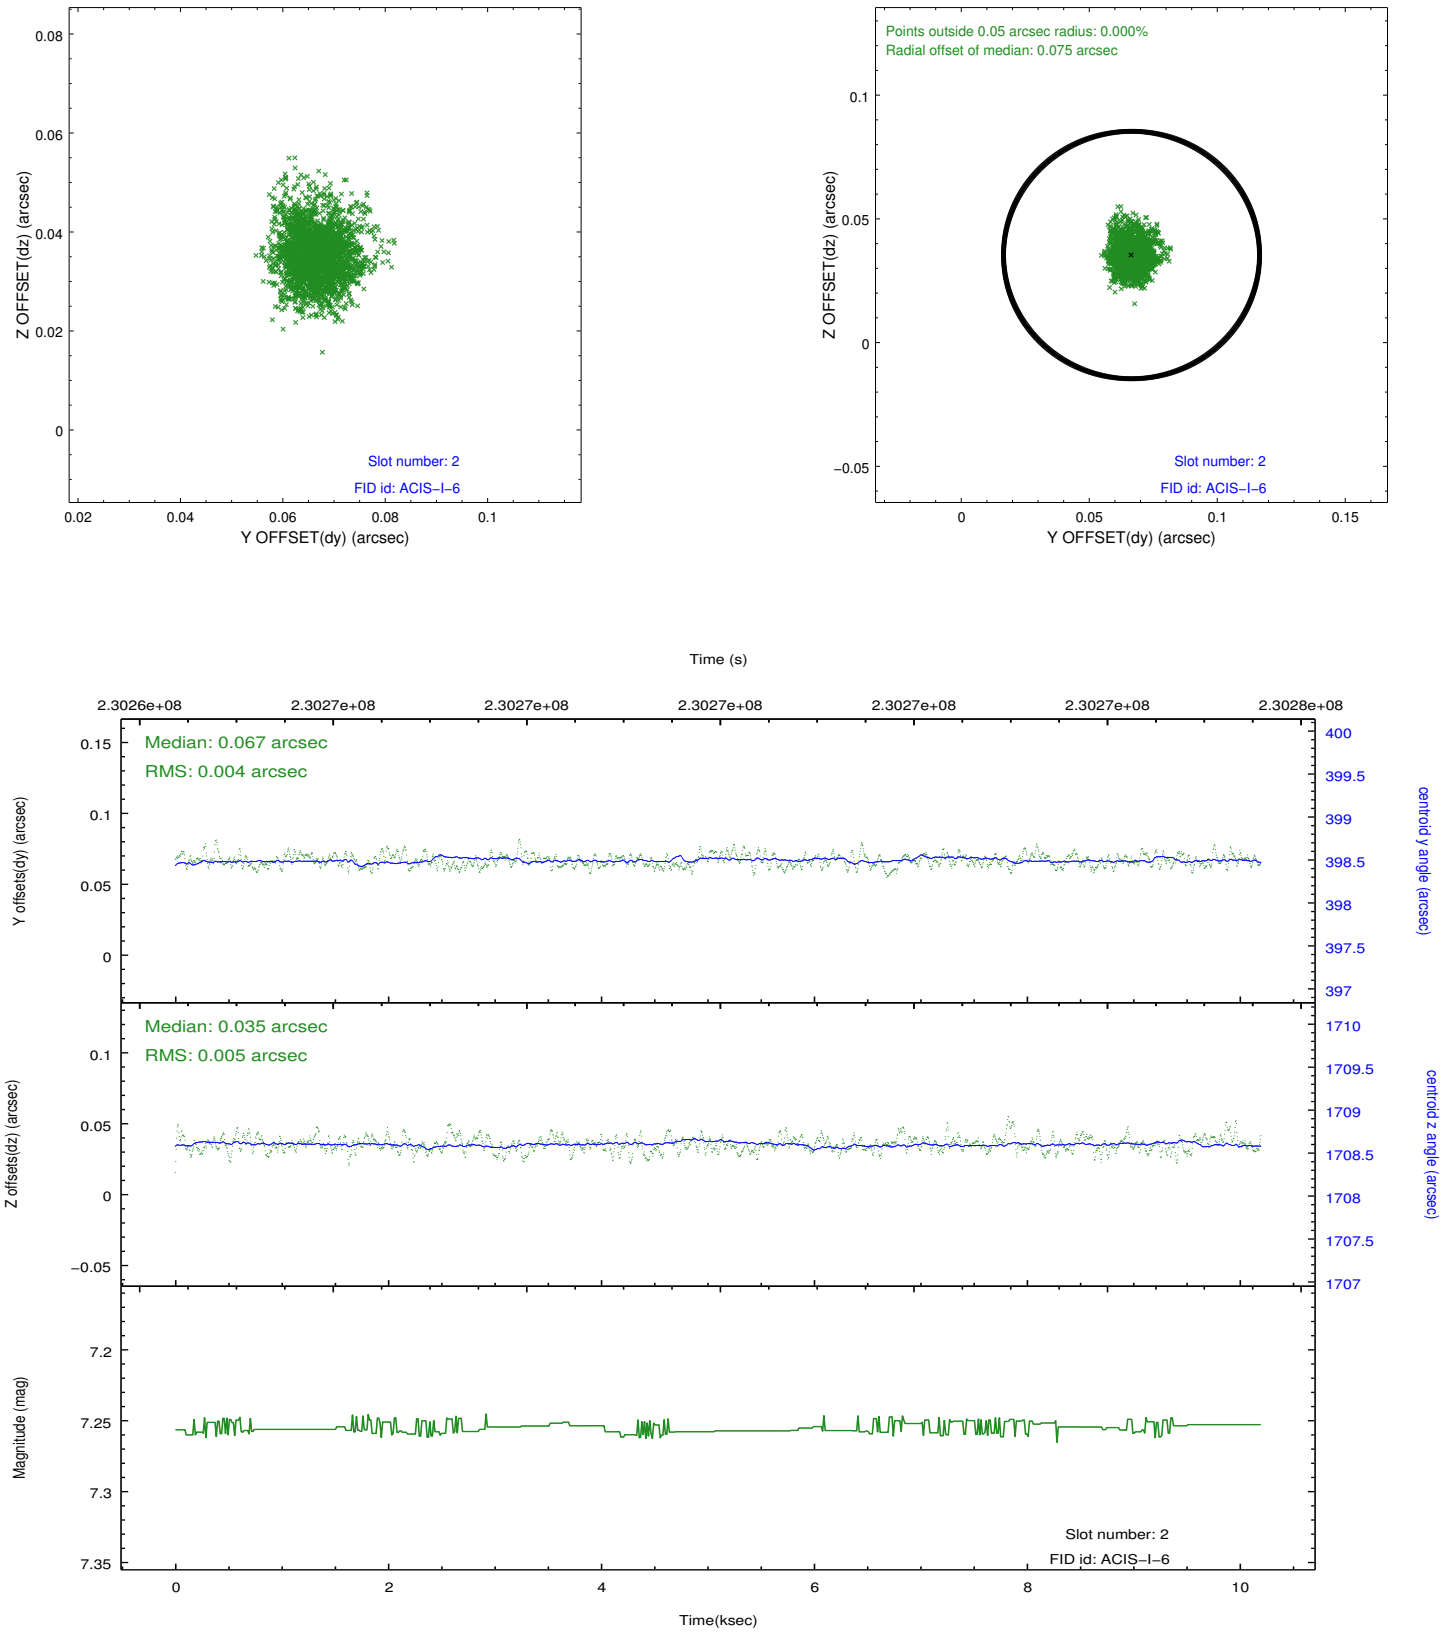 0.08
0.06
0.04
0.02
0
Z OFFSET(dz) (arcsec)
Slot number: 2
FID id: ACIS−I−6
0.02 0.04 0.06 0.08 0.1
Y OFFSET(dy) (arcsec)
Points outside 0.05 arcsec radius: 0.000%
Radial offset of median: 0.075 arcsec
0.1
0.05
0
−0.05
Z OFFSET(dz) (arcsec)
Slot number: 2
FID id: ACIS−I−6
0 0.05 0.1 0.15
Y OFFSET(dy) (arcsec)
Time (s)
2.3026e+08 2.3027e+08 2.3027e+08 2.3027e+08 2.3027e+08 2.3027e+08 2.3028e+08
Median: 0.067 arcsec
RMS: 0.004 arcsec
0.15
0.1
0.05
0
Y offsets(dy) (arcsec)
400
399.5
399
398.5
398
397.5
397
centroid y angle (arcsec)
Median: 0.035 arcsec
RMS: 0.005 arcsec
0.1
0.05
0
−0.05
Z offsets(dz) (arcsec)
1710
1709.5
1709
1708.5
1708
1707.5
1707
centroid z angle (arcsec)
7.2
7.25
7.3
7.35
Magnitude (mag)
Slot number: 2
FID id: ACIS−I−6
0 2 4 6 8 10
Time(ksec)